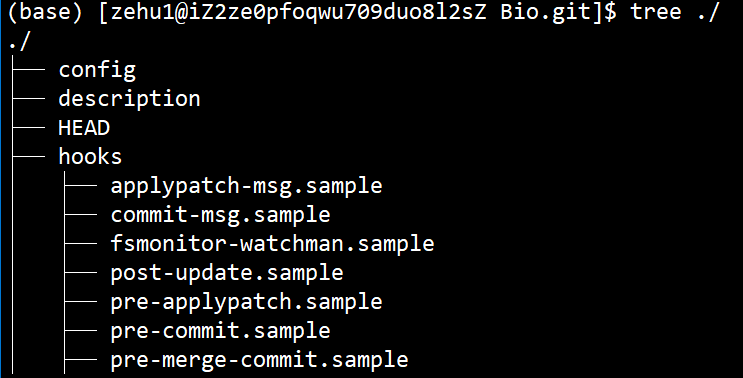 (base) [zehu1@iZ2ze0pfoqwu709duo8l2sZ Bio.git]$ tree ./
./
├── config
├── description
├── HEAD
├── hooks
│   ├── applypatch-msg.sample
│   ├── commit-msg.sample
│   ├── fsmonitor-watchman.sample
│   ├── post-update.sample
│   ├── pre-applypatch.sample
│   ├── pre-commit.sample
│   ├── pre-merge-commit.sample